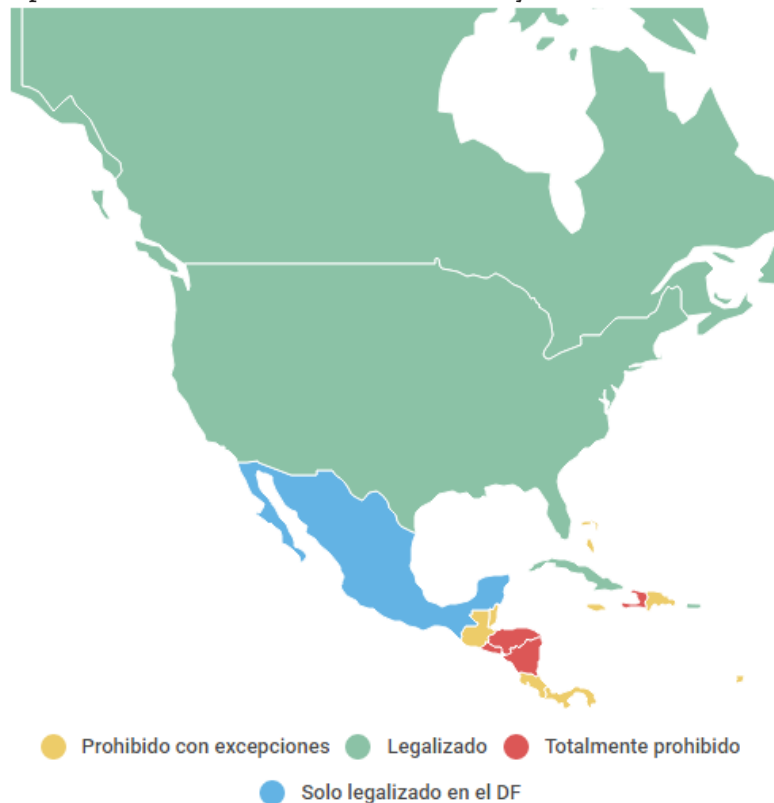 Prohibido con excepciones Legalizado Totalmente prohibido
Solo legalizado en el DF